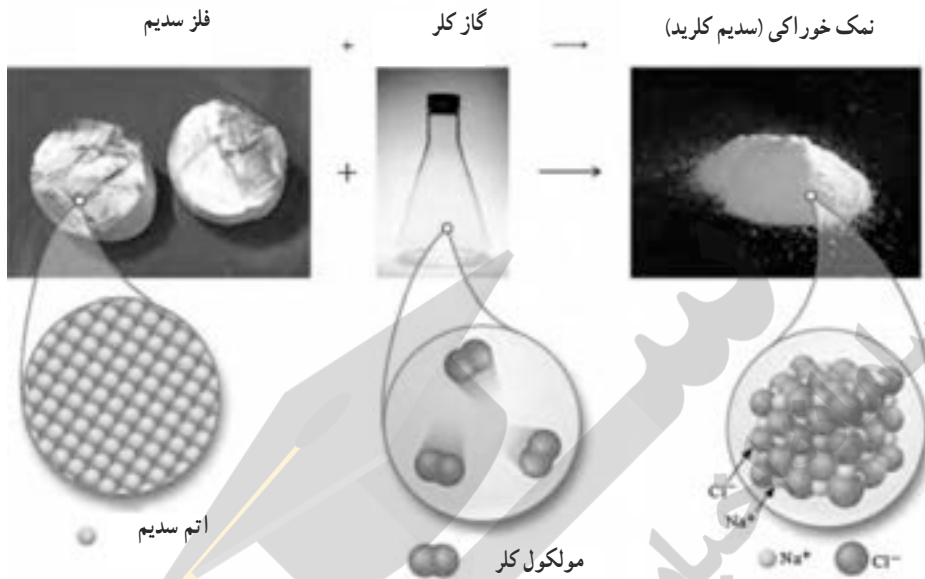 فلز سدیم + گاز کلر → نمک خوراکی (سدیم کلرید)
+ →
Cl⁻
Na⁺
اتم سدیم
مولکول کلر
Na⁺ Cl⁻